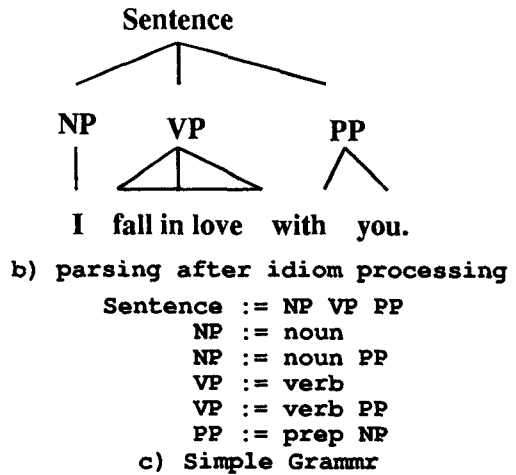 Sentence
NP VP PP
I fall in love with you.
b) parsing after idiom processing
Sentence := NP VP PP
NP := noun
NP := noun PP
VP := verb
VP := verb PP
PP := prep NP
c) Simple Grammr